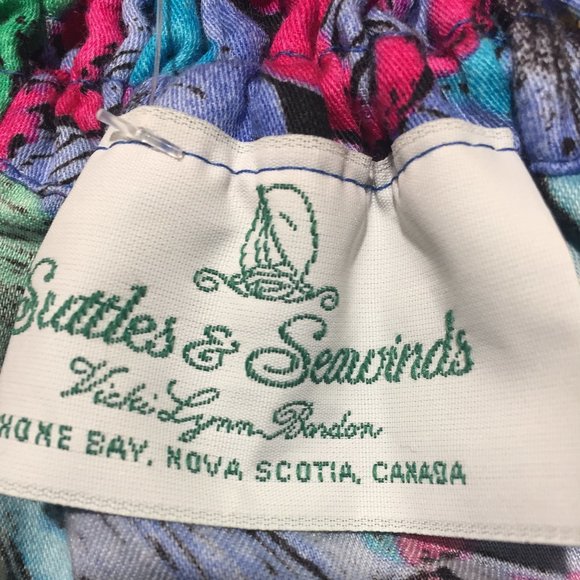 Suttles & Seawinds
Vicki Lynn Bardon
HONE BAY, NOVA SCOTIA, CANADA